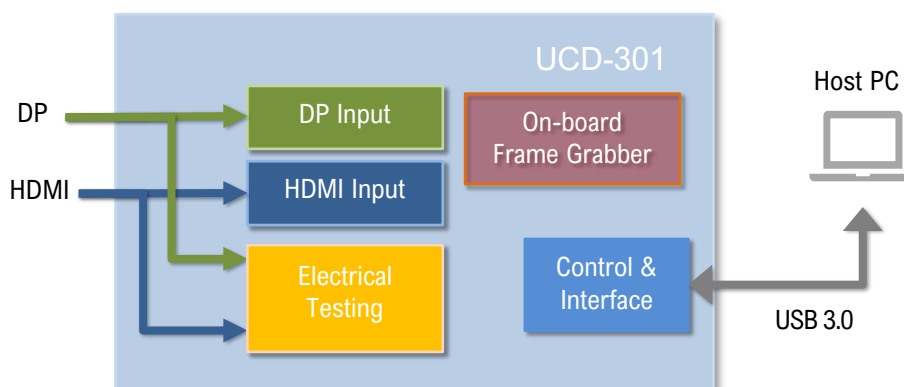 UCD-301
Host PC
DP
DP Input
On-board
Frame Grabber
HDMI
HDMI Input
Electrical
Testing
Control &
Interface
USB 3.0